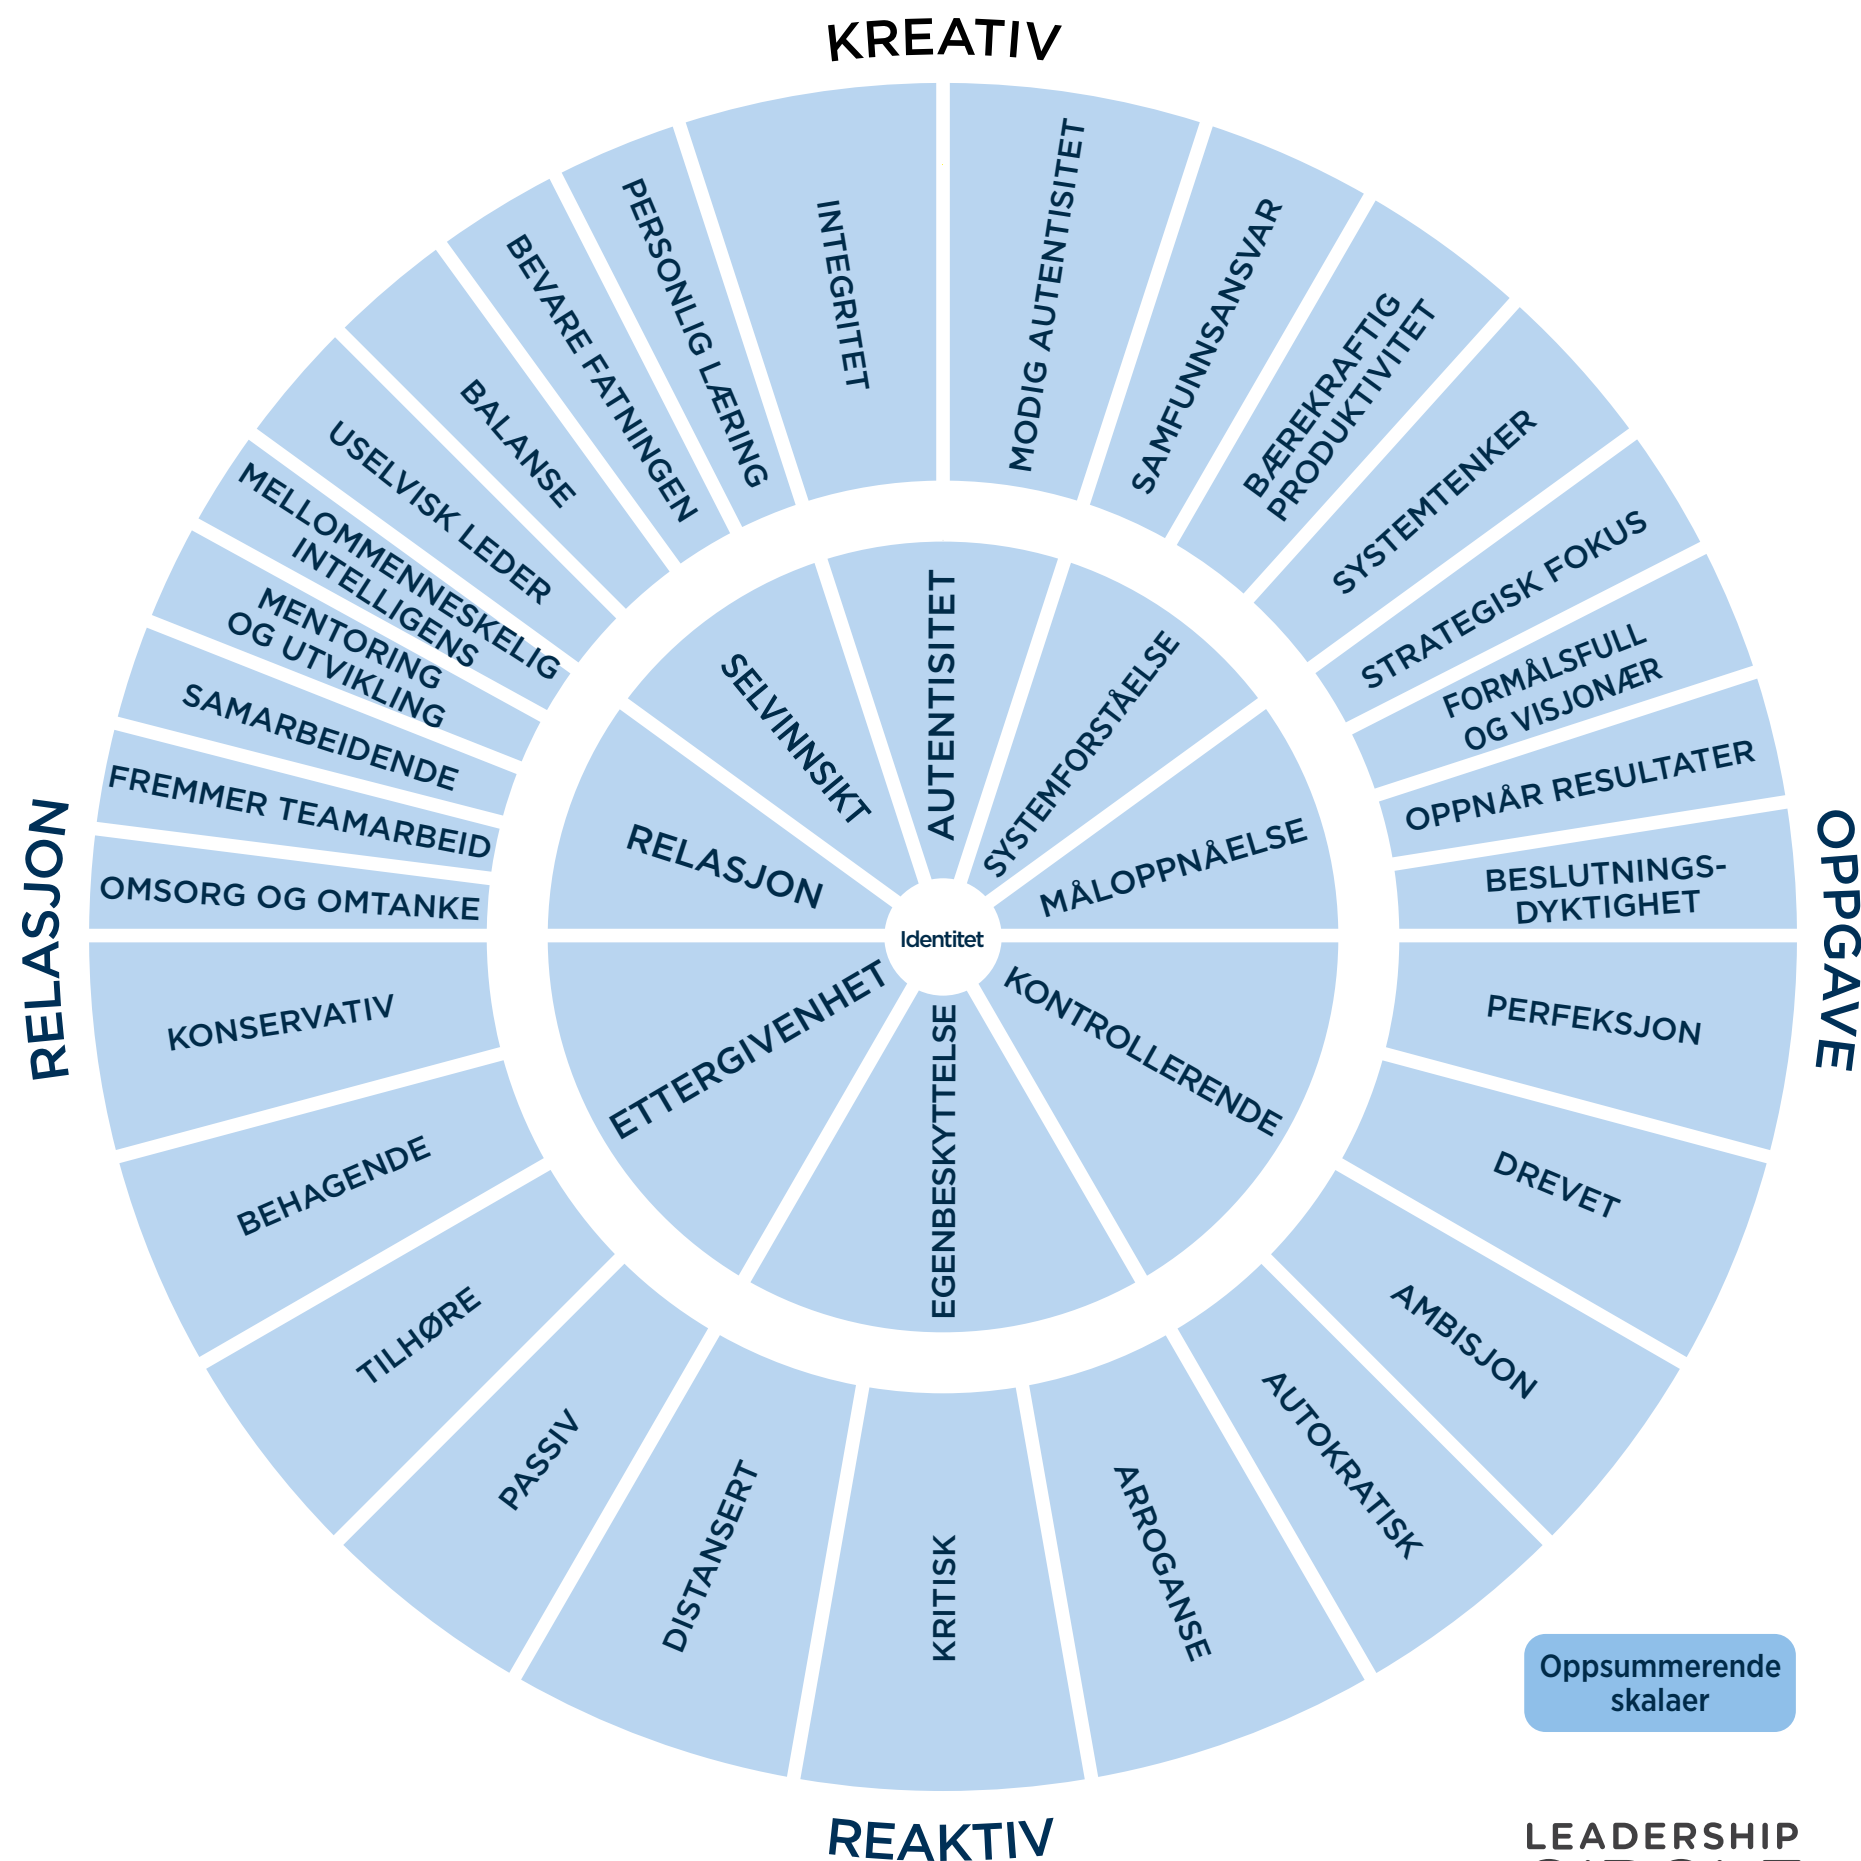 KREATIV
INTEGRITET
MODIG AUTENTISITET
SAMFUNNSANSVAR
BÆREKRAFTIG
PRODUKTIVITET
SYSTEMTENKER
STRATEGISK FOKUS
FORMÅLSFULL
OG VISJONÆR
OPPNÅR RESULTATER
BESLUTNINGS-
DYKTIGHET
PERSONLIG LÆRING
BEVARE FATNINGEN
BALANSE
USELVISK LEDER
MELLOMMENNESKELIG
INTELLIGENS
MENTORING
OG UTVIKLING
SAMARBEIDENDE
FREMMER TEAMARBEID
OMSORG OG OMTANKE
RELASJON
OPPGAVE
RELASJON
SELVINNSIKT
AUTENTISITET
SYSTEMFORSTÅELSE
MÅLOPPNÅELSE
Identitet
ETTERGIVENHET
EGENBESKYTTELSE
KONTROLLERENDE
KONSERVATIV
BEHAGENDE
TILHØRE
PASSIV
DISTANSERT
KRITISK
ARROGANSE
AUTOKRATISK
AMBISJON
DREVET
PERFEKSJON
Oppsummerende
skalaer
REAKTIV
LEADERSHIP